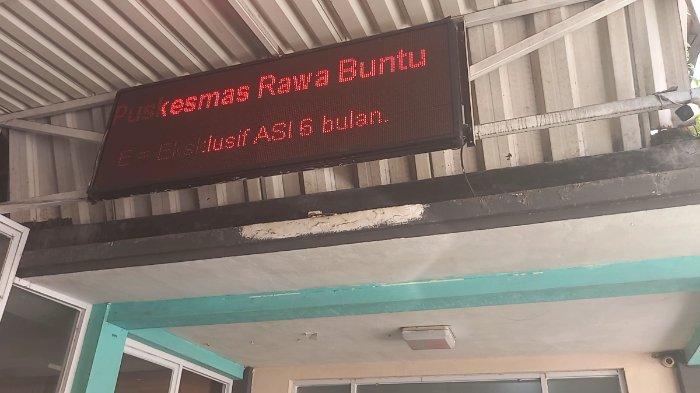 Puskesmas Rawa Buntu
E = Eksklusif ASI 6 bulan.